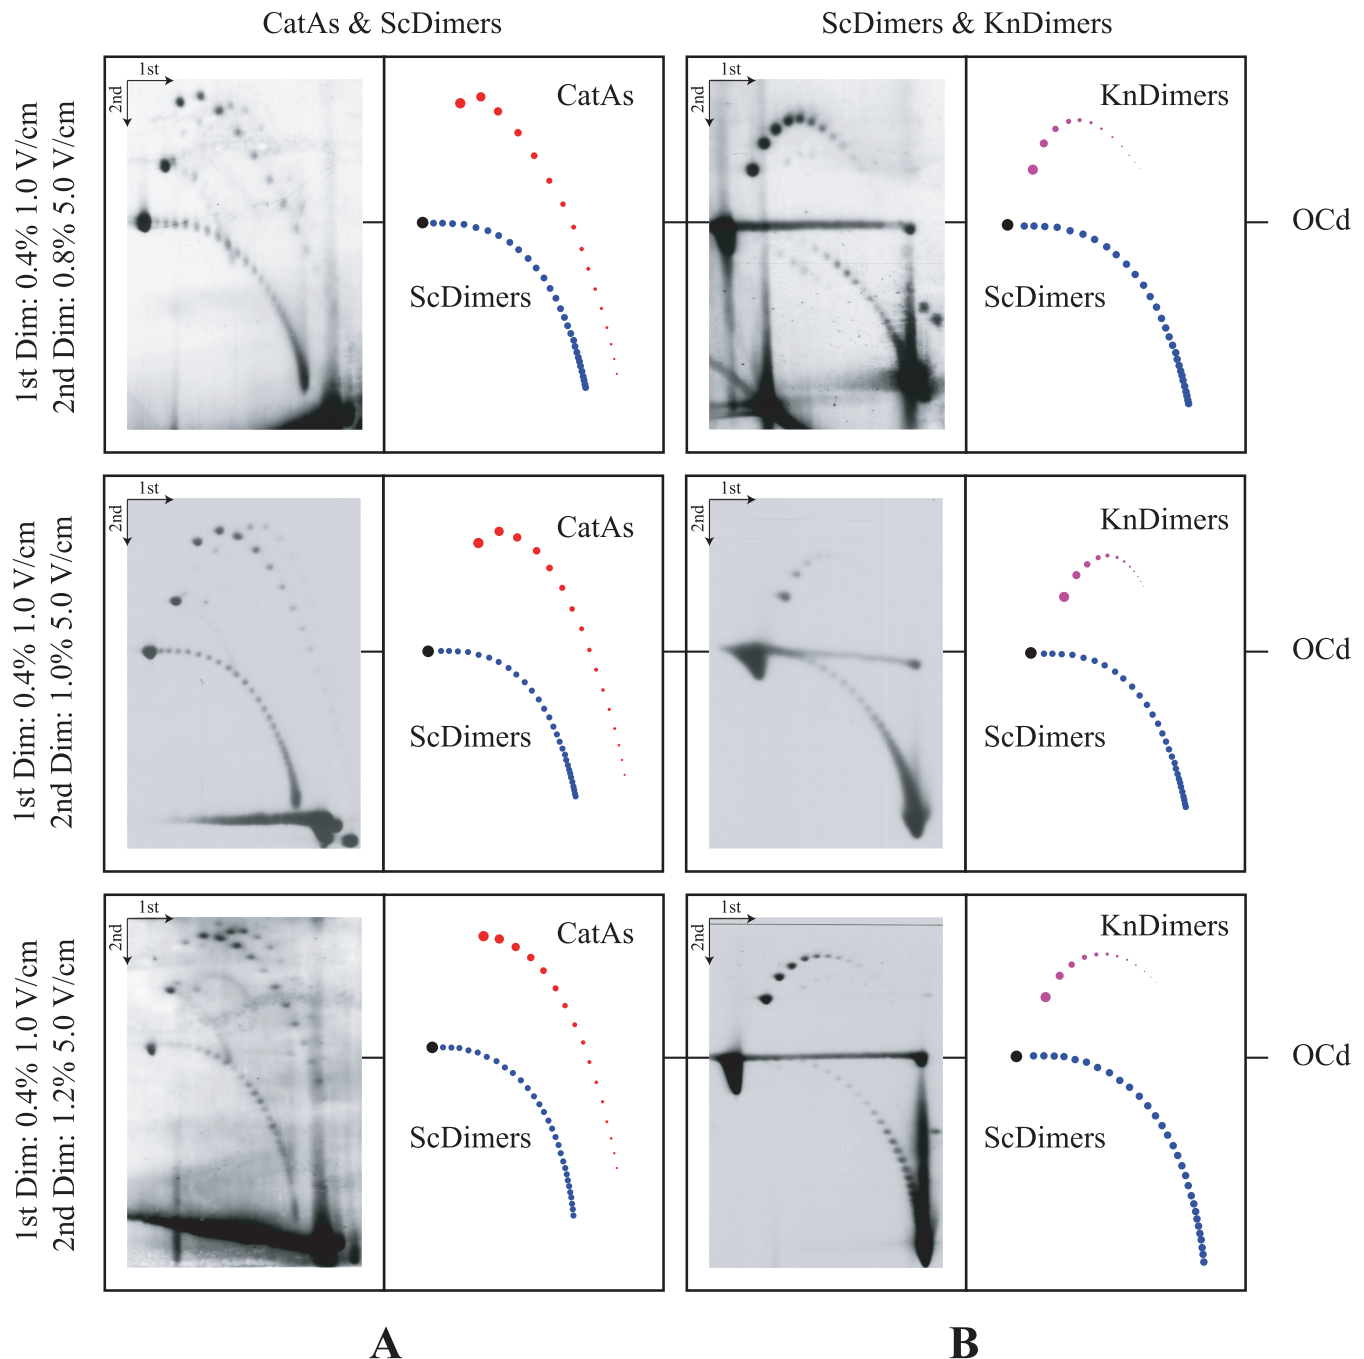 CatAs & ScDimers
ScDimers & KnDimers
1st Dim: 0.4% 1.0 V/cm
2nd Dim: 0.8% 5.0 V/cm
1st
2nd
CatAs
ScDimers
1st
2nd
KnDimers
ScDimers
OCd
1st Dim: 0.4% 1.0 V/cm
2nd Dim: 1.0% 5.0 V/cm
1st
2nd
CatAs
ScDimers
1st
2nd
KnDimers
ScDimers
OCd
1st Dim: 0.4% 1.0 V/cm
2nd Dim: 1.2% 5.0 V/cm
1st
2nd
CatAs
ScDimers
1st
2nd
KnDimers
ScDimers
OCd
A
B